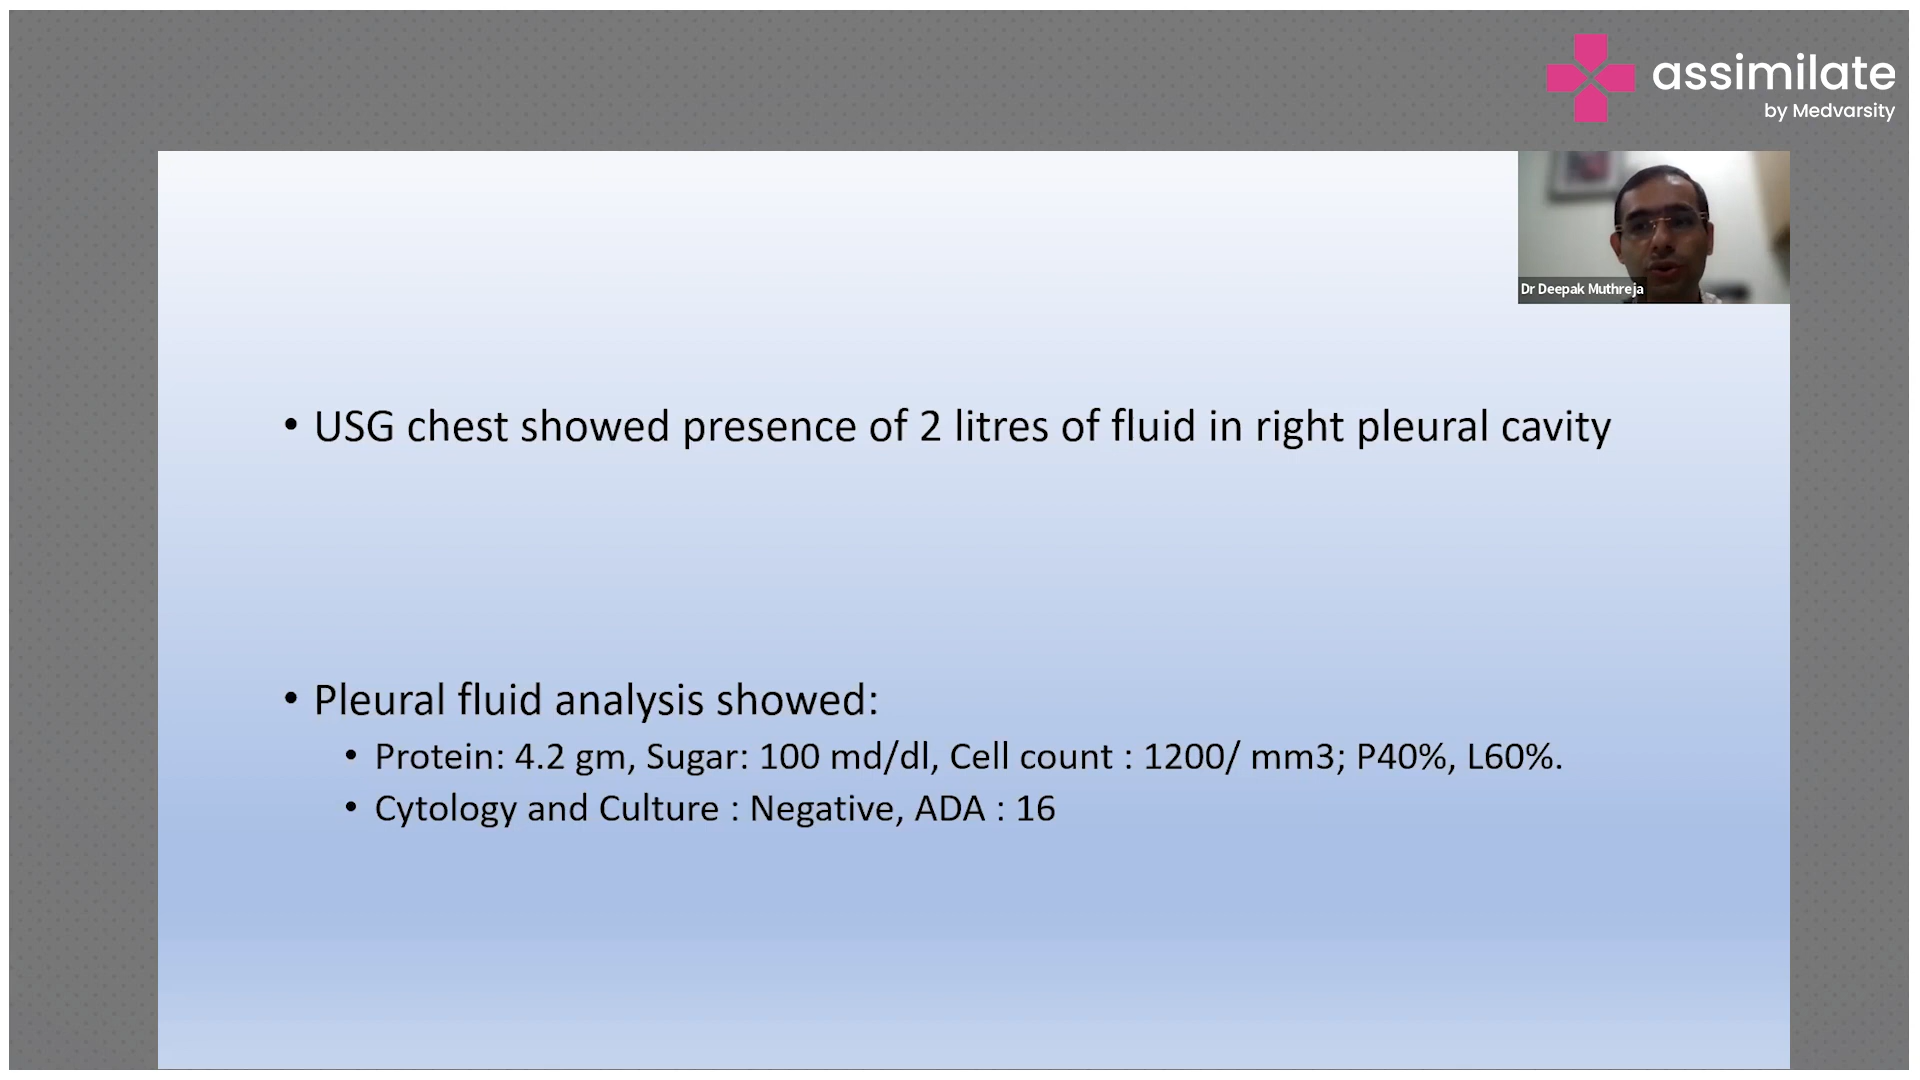 assimilate
by Medvarsity
Dr Deepak Muthreja
• USG chest showed presence of 2 litres of fluid in right pleural cavity
• Pleural fluid analysis showed:
• Protein: 4.2 gm, Sugar: 100 md/dl, Cell count : 1200/ mm3; P40%, L60%.
• Cytology and Culture : Negative, ADA : 16